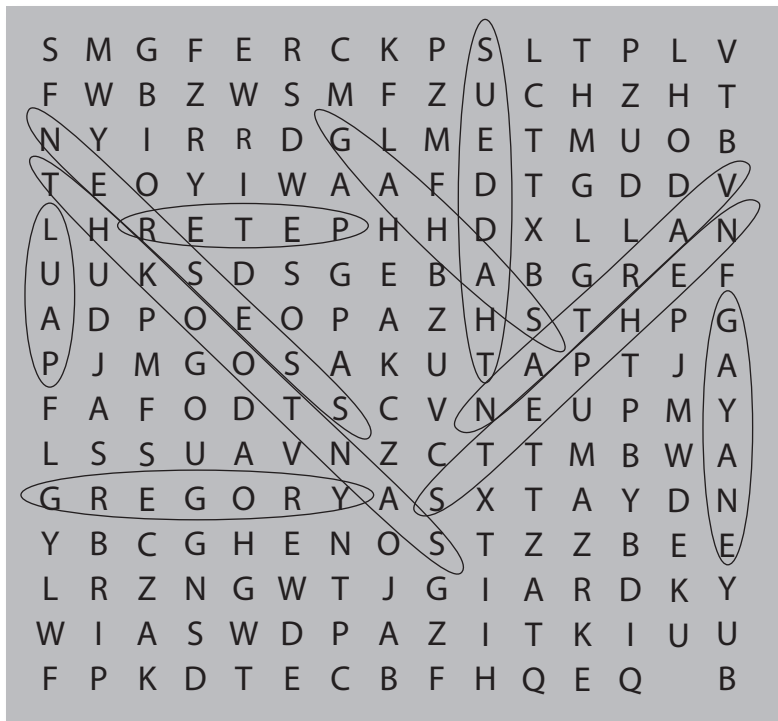 S M G F E R C K P S L T P L V
F W B Z W S M F Z U C H Z H T
N Y I R R D G L M E T M U O B
T E O Y I W A A F D T G D D V
L H R E T E P H H D X L L A N
U U K S D S G E B A B G R E F
A D P O E O P A Z H S T H P G
P J M G O S A K U T A P T J A
F A F O D T S C V N E U P M Y
L S S U A V N Z C T T M B W A
G R E G O R Y A S X T A Y D N
Y B C G H E N O S T Z Z B E E
L R Z N G W T J G I A R D K Y
W I A S W D P A Z I T K I U U
F P K D T E C B F H Q E Q B